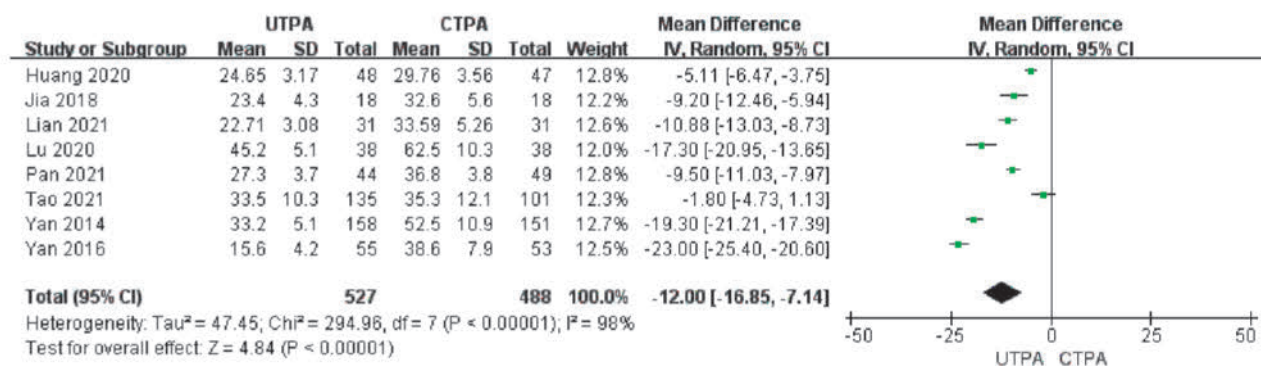 UTPA CTPA Mean Difference Mean Difference
Study or Subgroup Mean SD Total Mean SD Total Weight IV, Random, 95% CI IV, Random, 95% CI
Huang 2020 24.65 3.17 48 29.76 3.56 47 12.8% -5.11 [-6.47, -3.75]
Jia 2018 23.4 4.3 18 32.6 5.6 18 12.2% -9.20 [-12.46, -5.94]
Lian 2021 22.71 3.08 31 33.59 5.26 31 12.6% -10.88 [-13.03, -8.73]
Lu 2020 45.2 5.1 38 62.5 10.3 38 12.0% -17.30 [-20.95, -13.65]
Pan 2021 27.3 3.7 44 36.8 3.8 49 12.8% -9.50 [-11.03, -7.97]
Tao 2021 33.5 10.3 135 35.3 12.1 101 12.3% -1.80 [-4.73, 1.13]
Yan 2014 33.2 5.1 158 52.5 10.9 151 12.7% -19.30 [-21.21, -17.39]
Yan 2016 15.6 4.2 55 38.6 7.9 53 12.5% -23.00 [-25.40, -20.60]
Total (95% CI) 527 488 100.0% -12.00 [-16.85, -7.14]
Heterogeneity: Tau² = 47.45; Chi² = 294.96, df = 7 (P < 0.00001); I² = 98%
Test for overall effect: Z = 4.84 (P < 0.00001)
-50 -25 0 25 50
UTPA CTPA